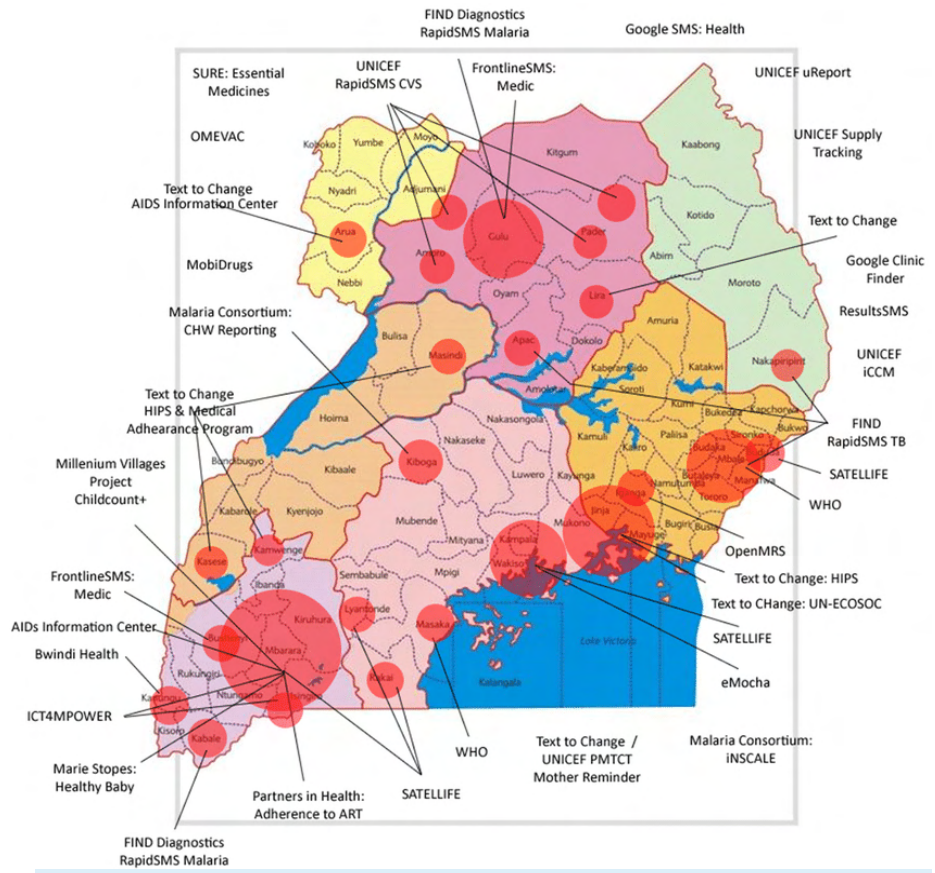 FIND Diagnostics
RapidSMS Malaria
Google SMS: Health
SURE: Essential
Medicines
UNICEF
RapidSMS CVS
FrontlineSMS:
Medic
UNICEF uReport
OMEVAC
UNICEF Supply
Tracking
Text to Change
AIDS Information Center
Text to Change
MobiDrugs
Google Clinic
Finder
Malaria Consortium:
CHW Reporting
ResultsSMS
UNICEF
iCCM
Text to Change
HIPS & Medical
Adhearance Program
FIND
RapidSMS TB
Millenium Villages
Project
Childcount+
SATELLIFE
WHO
OpenMRS
FrontlineSMS:
Medic
Text to Change: HIPS
Text to CHange: UN-ECOSOC
AIDs Information Center
SATELLIFE
Bwindi Health
eMocha
ICT4MPOWER
WHO
Text to Change /
UNICEF PMTCT
Mother Reminder
Malaria Consortium:
iNSCALE
Marie Stopes:
Healthy Baby
SATELLIFE
Partners in Health:
Adherence to ART
FIND Diagnostics
RapidSMS Malaria
Koboko
Yumbe
Moyo
Kaabong
Kitgum
Nyadri
Adjumani
Kotido
Arua
Gulu
Pader
Abim
Nebbi
Oyam
Lira
Moroto
Bulisa
Amuria
Masindi
Apac
Dokolo
Nakapiripirit
Kaberamaido
Katakwi
Soroti
Amolatar
Kumi
Bukedea
Kapchorwa
Hoima
Nakasongola
Bukwo
Kamuli
Pallisa
Sironko
Nakaseke
Budaka
Bundibugyo
Kibaale
Kiboga
Mbale
Luwero
Kayunga
Butaleja
Manafwa
Namutumba
Kabarole
Kyenjojo
Tororo
Jinja
Mubende
Mukono
Bugiri
Busia
Mityana
Kampala
Mayuge
Kasese
Kamwenge
Wakiso
Sembabule
Mpigi
Ibanda
Lyantonde
Kiruhura
Masaka
Bushenyi
Mbarara
Lake Victoria
Rukungiri
Rakai
Kalangala
Kanungu
Ntungamo
Kisoro
Kabale